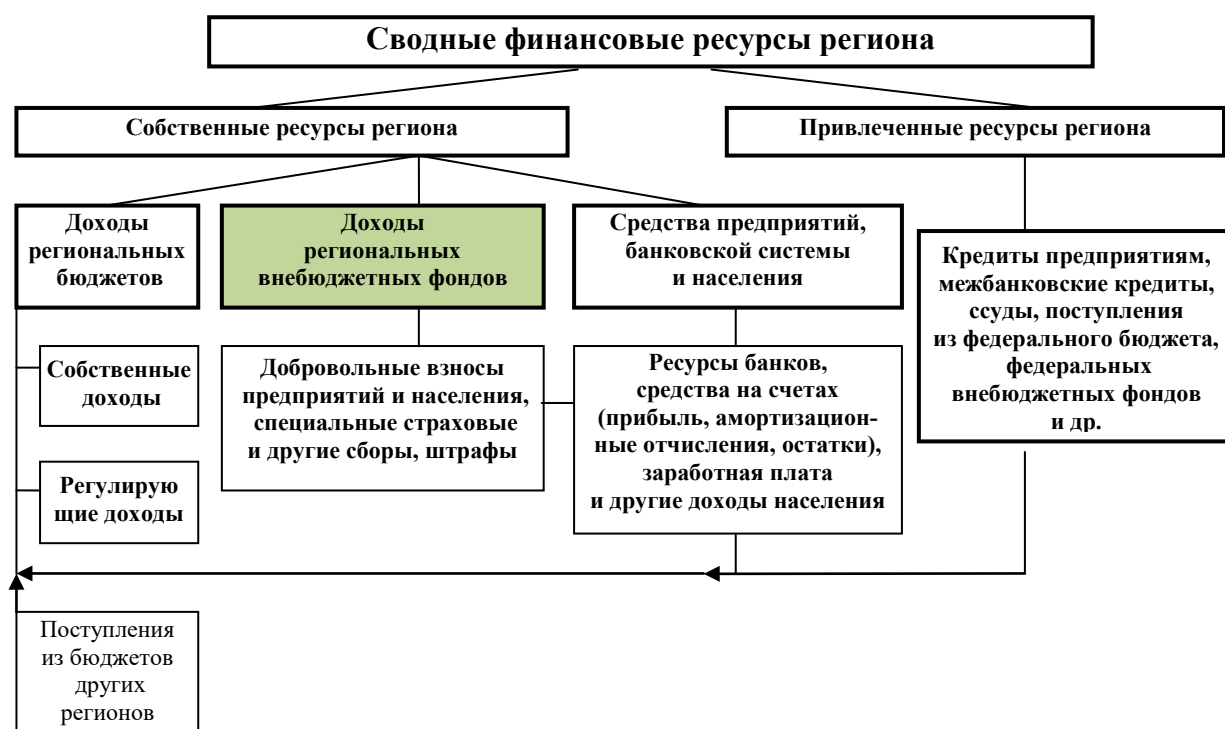 Сводные финансовые ресурсы региона
Собственные ресурсы региона
Привлеченные ресурсы региона
Доходы
региональных
бюджетов
Доходы
региональных
внебюджетных фондов
Средства предприятий,
банковской системы
и населения
Кредиты предприятиям,
межбанковские кредиты,
ссуды, поступления
из федерального бюджета,
федеральных
внебюджетных фондов
и др.
Собственные
доходы
Добровольные взносы
предприятий и населения,
специальные страховые
и другие сборы, штрафы
Ресурсы банков,
средства на счетах
(прибыль, амортизацион-
ные отчисления, остатки),
заработная плата
и другие доходы населения
Регулирую
щие доходы
Поступления
из бюджетов
других
регионов